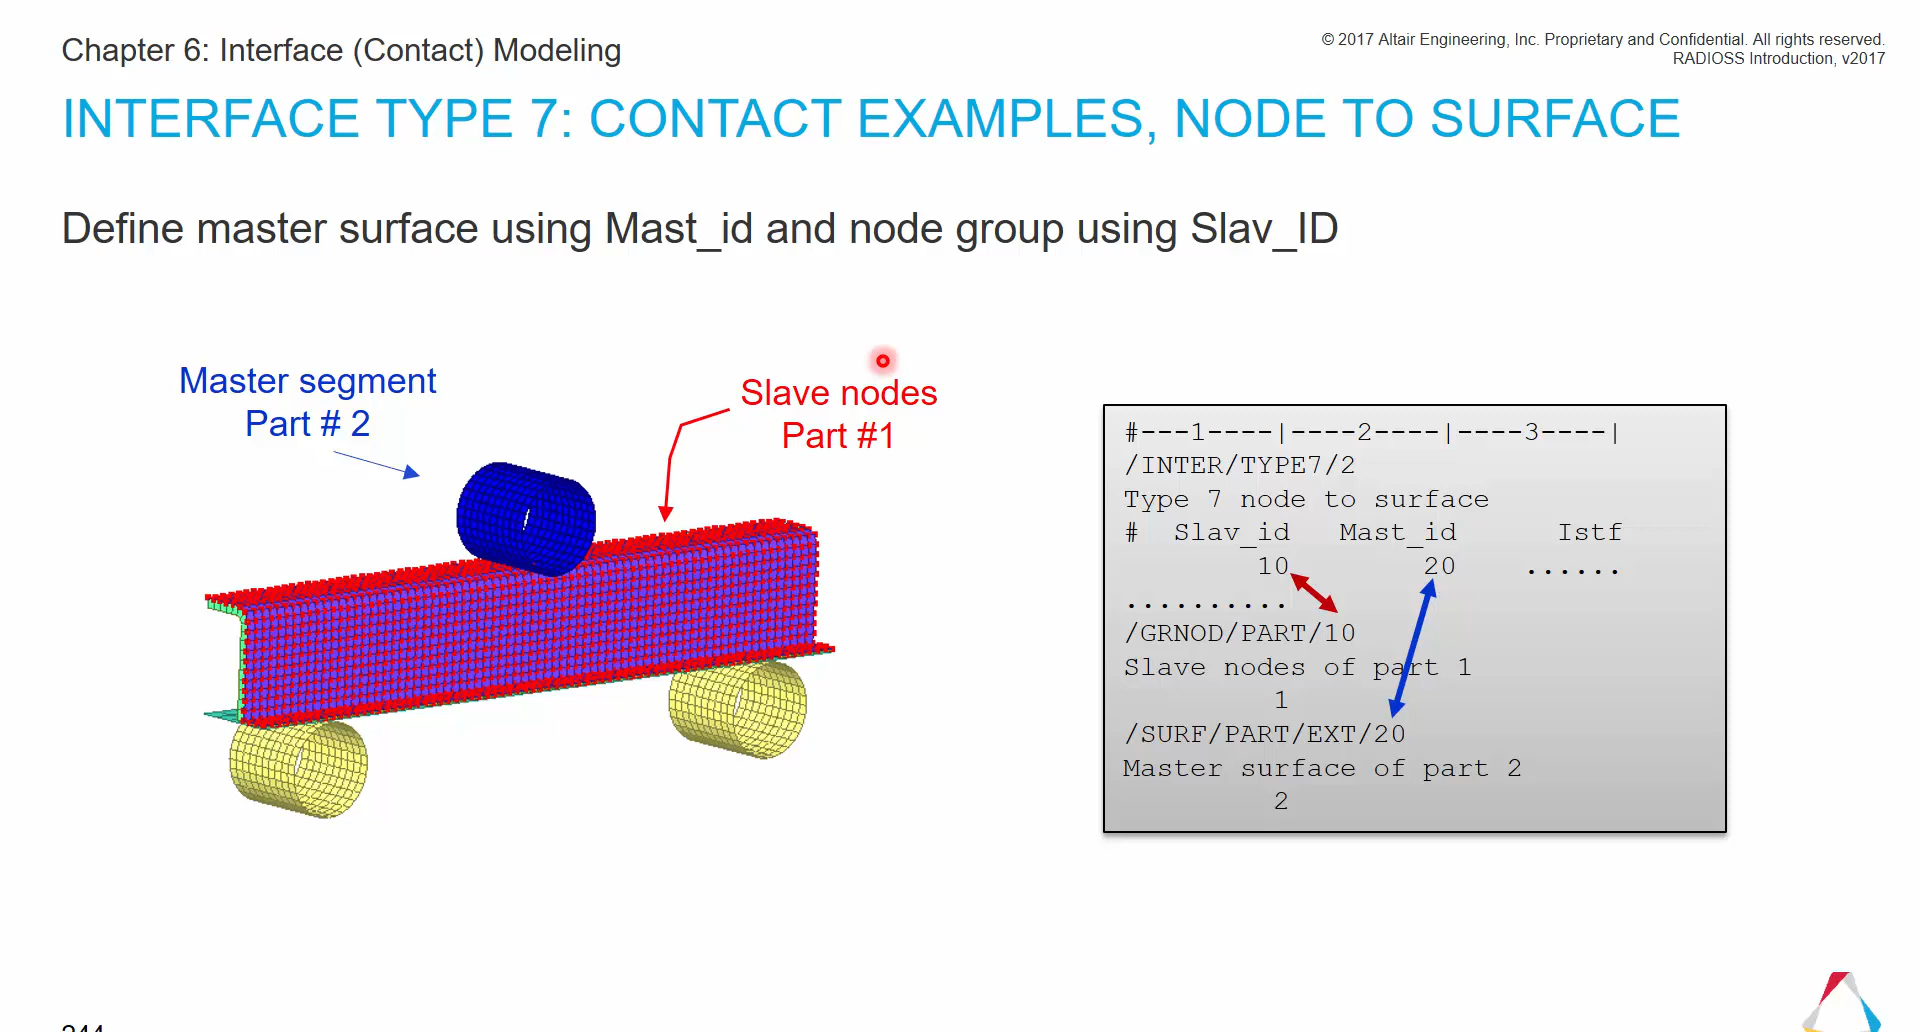 Chapter 6: Interface (Contact) Modeling
© 2017 Altair Engineering, Inc. Proprietary and Confidential. All rights reserved.
RADIOSS Introduction, v2017
INTERFACE TYPE 7: CONTACT EXAMPLES, NODE TO SURFACE
Define master surface using Mast_id and node group using Slav_ID
Master segment
Part # 2
Slave nodes
Part #1
#---1----|----2----|----3----|
/INTER/TYPE7/2
Type 7 node to surface
#  Slav_id   Mast_id      Istf
10        20    ......
..........
/GRNOD/PART/10
Slave nodes of part 1
1
/SURF/PART/EXT/20
Master surface of part 2
2